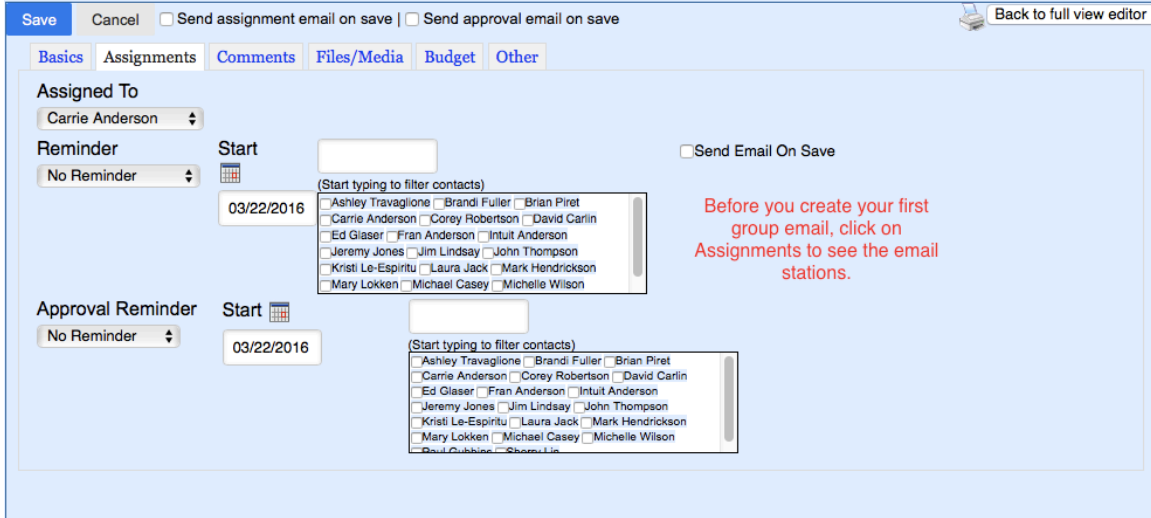 Save Cancel Send assignment email on save | Send approval email on save Back to full view editor
Basics Assignments Comments Files/Media Budget Other
Assigned To
Carrie Anderson
Reminder Start
Send Email On Save
No Reminder
(Start typing to filter contacts)
03/22/2016
Ashley Travaglione Brandi Fuller Brian Piret
Carrie Anderson Corey Robertson David Carlin
Ed Glaser Fran Anderson Intuit Anderson
Jeremy Jones Jim Lindsay John Thompson
Kristi Le-Espiritu Laura Jack Mark Hendrickson
Mary Lokken Michael Casey Michelle Wilson
Before you create your first
group email, click on
Assignments to see the email
stations.
Approval Reminder Start
No Reminder
03/22/2016
(Start typing to filter contacts)
Ashley Travaglione Brandi Fuller Brian Piret
Carrie Anderson Corey Robertson David Carlin
Ed Glaser Fran Anderson Intuit Anderson
Jeremy Jones Jim Lindsay John Thompson
Kristi Le-Espiritu Laura Jack Mark Hendrickson
Mary Lokken Michael Casey Michelle Wilson
Paul Gubbins Sherry Lin